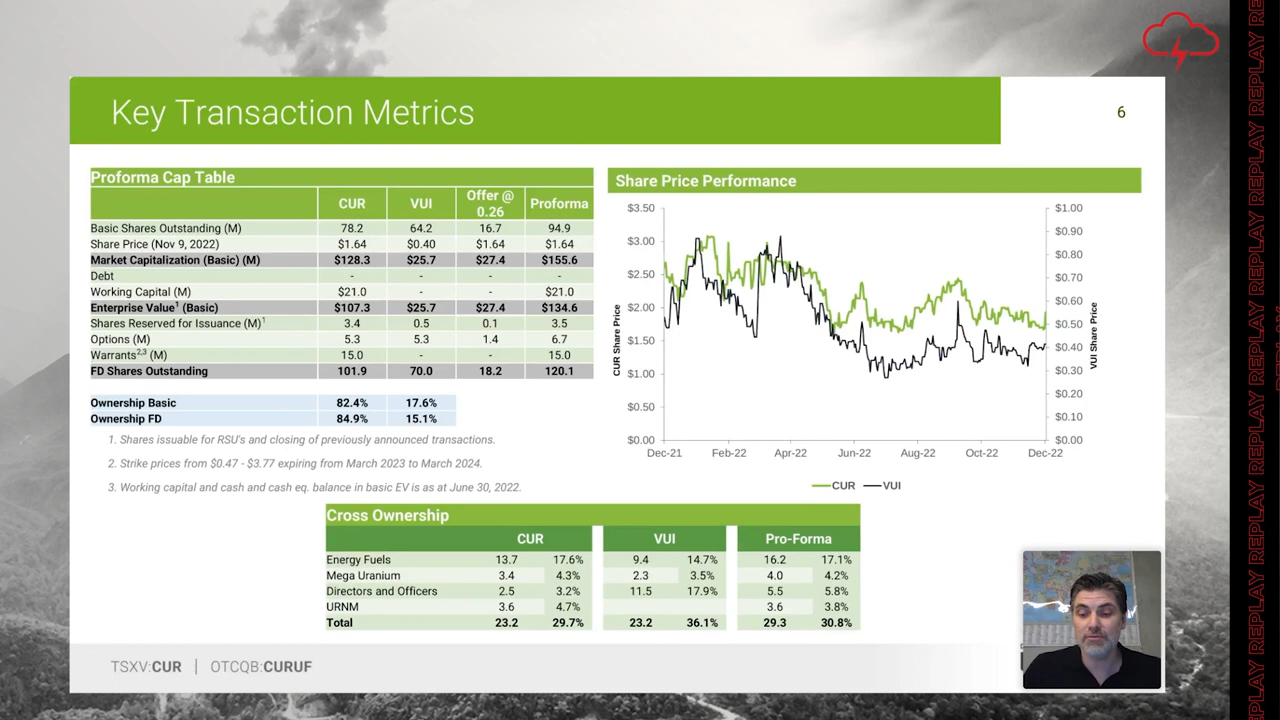 Key Transaction Metrics
6
Proforma Cap Table
CUR VUI Offer @ 0.26 Proforma
Basic Shares Outstanding (M) 78.2 64.2 16.7 94.9
Share Price (Nov 9, 2022) $1.64 $0.40 $1.64 $1.64
Market Capitalization (Basic) (M) $128.3 $25.7 $27.4 $155.6
Debt - - - -
Working Capital (M) $21.0 - - $21.0
Enterprise Value1 (Basic) $107.3 $25.7 $27.4 $134.6
Shares Reserved for Issuance (M)1 3.4 0.5 0.1 3.5
Options (M) 5.3 5.3 1.4 6.7
Warrants2,3 (M) 15.0 - - 15.0
FD Shares Outstanding 101.9 70.0 18.2
Ownership Basic 82.4% 17.6%
Ownership FD 84.9% 15.1%
1. Shares issuable for RSU's and closing of previously announced transactions.
2. Strike prices from $0.47 - $3.77 expiring from March 2023 to March 2024.
3. Working capital and cash and cash eq. balance in basic EV is as at June 30, 2022.
Share Price Performance
$3.50 $1.00
$0.90
$3.00
$0.80
$2.50 $0.70
$2.00 $0.60
$0.50
$1.50
$0.40
$1.00 $0.30
$0.20
$0.50
$0.10
$0.00 $0.00
CUR Share Price
VUI Share Price
Dec-21 Feb-22 Apr-22 Jun-22 Aug-22 Oct-22 Dec-22
CUR VUI
Cross Ownership
CUR VUI Pro-Forma
Energy Fuels 13.7 17.6% 9.4 14.7% 16.2 17.1%
Mega Uranium 3.4 4.3% 2.3 3.5% 4.0 4.2%
Directors and Officers 2.5 3.2% 11.5 17.9% 5.5 5.8%
URNM 3.6 4.7% 3.6 3.8%
Total 23.2 29.7% 23.2 36.1% 29.3 30.8%
TSXV:CUR | OTCQB:CURUF
REPLAY REPLAY REPLAY REPLAY REPLAY REPLAY REPLAY